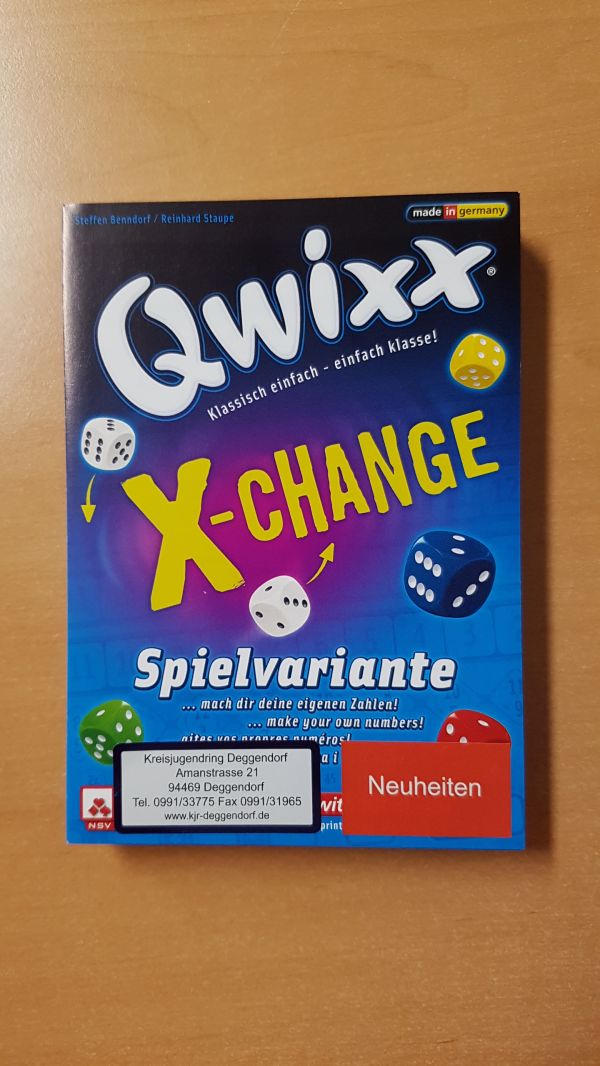 Steffen Benndorf / Reinhard Staupe
made in germany
Qwixx®
Klassisch einfach - einfach klasse!
X-CHANGE
Spielvariante
... mach dir deine eigenen Zahlen!
... make your own numbers!
Kreisjugendring Deggendorf
Amanstrasse 21
94469 Deggendorf
Tel. 0991/33775 Fax 0991/31965
www.kjr-deggendorf.de
Neuheiten
NSV